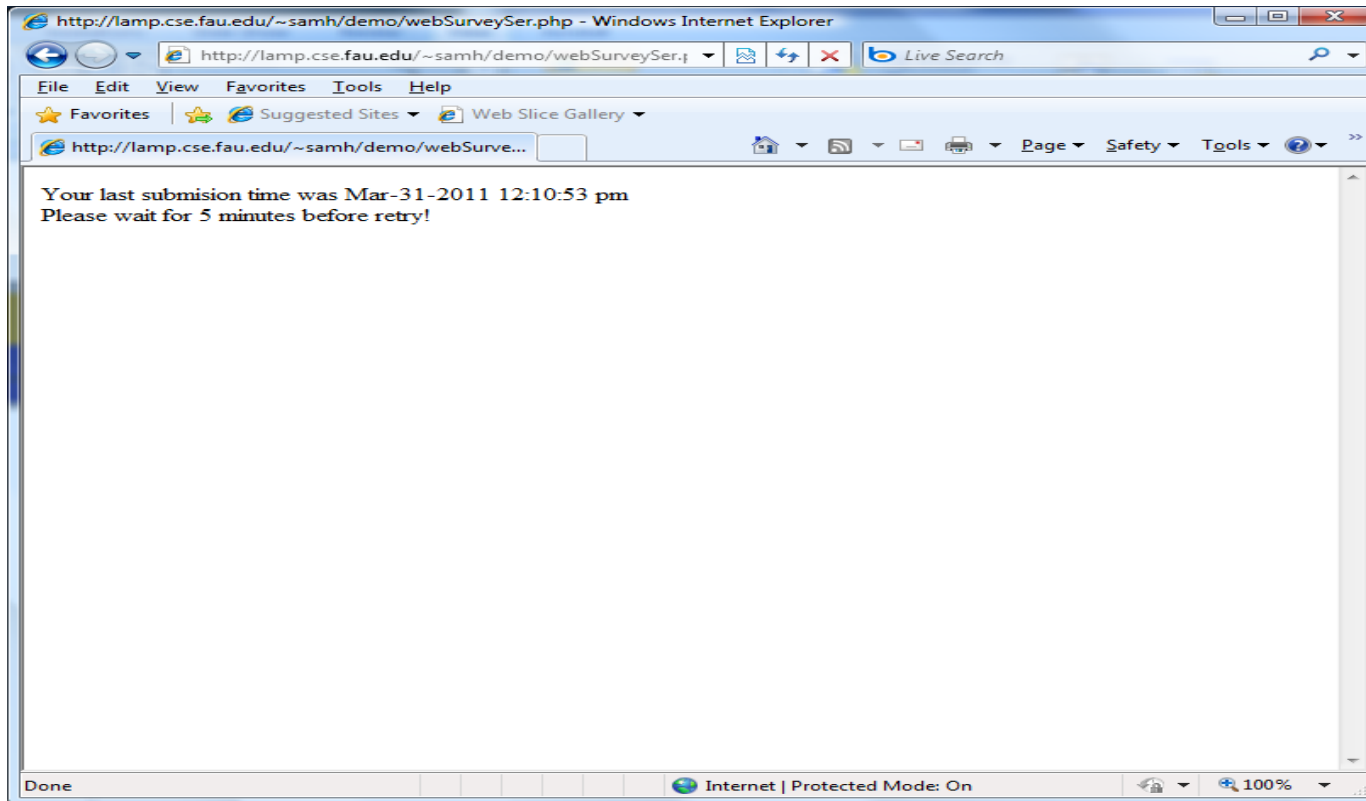 http://lamp.cse.fau.edu/~samh/demo/webSurveySer.php - Windows Internet Explorer
http://lamp.cse.fau.edu/~samh/demo/webSurveySer.p Live Search
File Edit View Favorites Tools Help
Favorites Suggested Sites Web Slice Gallery
http://lamp.cse.fau.edu/~samh/demo/webSurve... Page Safety Tools
Your last submision time was Mar-31-2011 12:10:53 pm
Please wait for 5 minutes before retry!
Done Internet | Protected Mode: On 100%